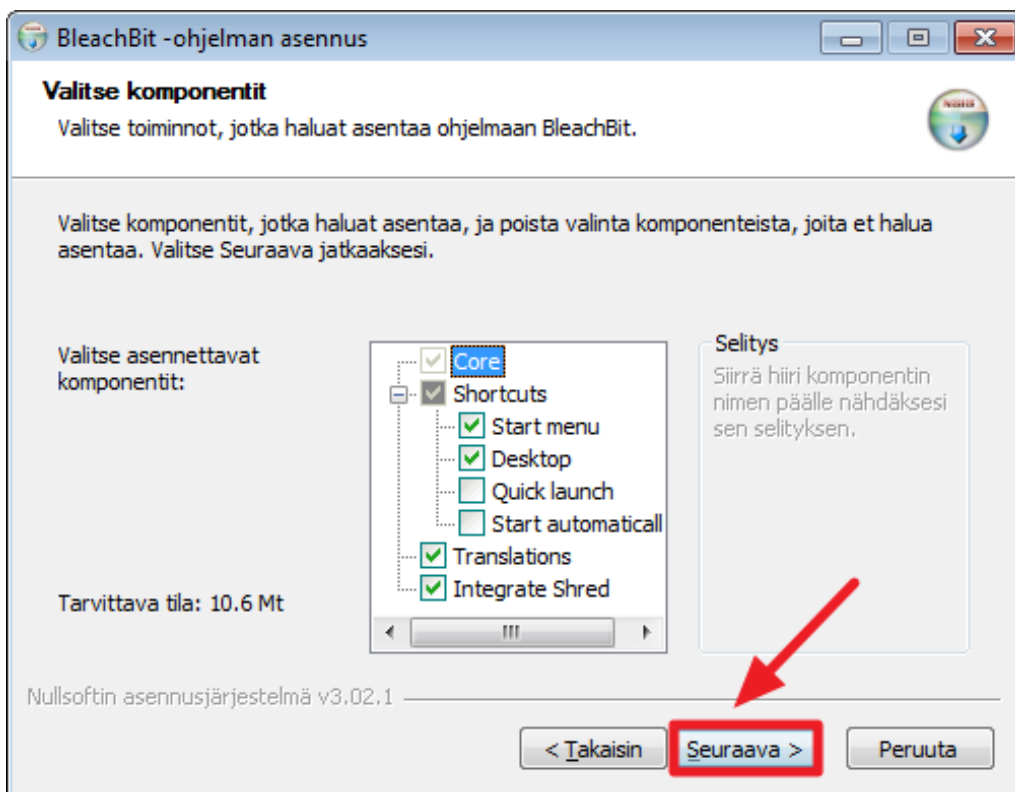 BleachBit -ohjelman asennus
Valitse komponentit
Valitse toiminnot, jotka haluat asentaa ohjelmaan BleachBit.
Valitse komponentit, jotka haluat asentaa, ja poista valinta komponenteista, joita et halua
asentaa. Valitse Seuraava jatkaaksesi.
Valitse asennettavat
komponentit:
Core
Shortcuts
Start menu
Desktop
Quick launch
Start automaticall
Translations
Integrate Shred
Selitys
Siirrä hiiri komponentin
nimen päälle nähdäksesi
sen selityksen.
Tarvittava tila: 10.6 Mt
Nullsoftin asennusjärjestelmä v3.02.1
< Takaisin
Seuraava >
Peruuta